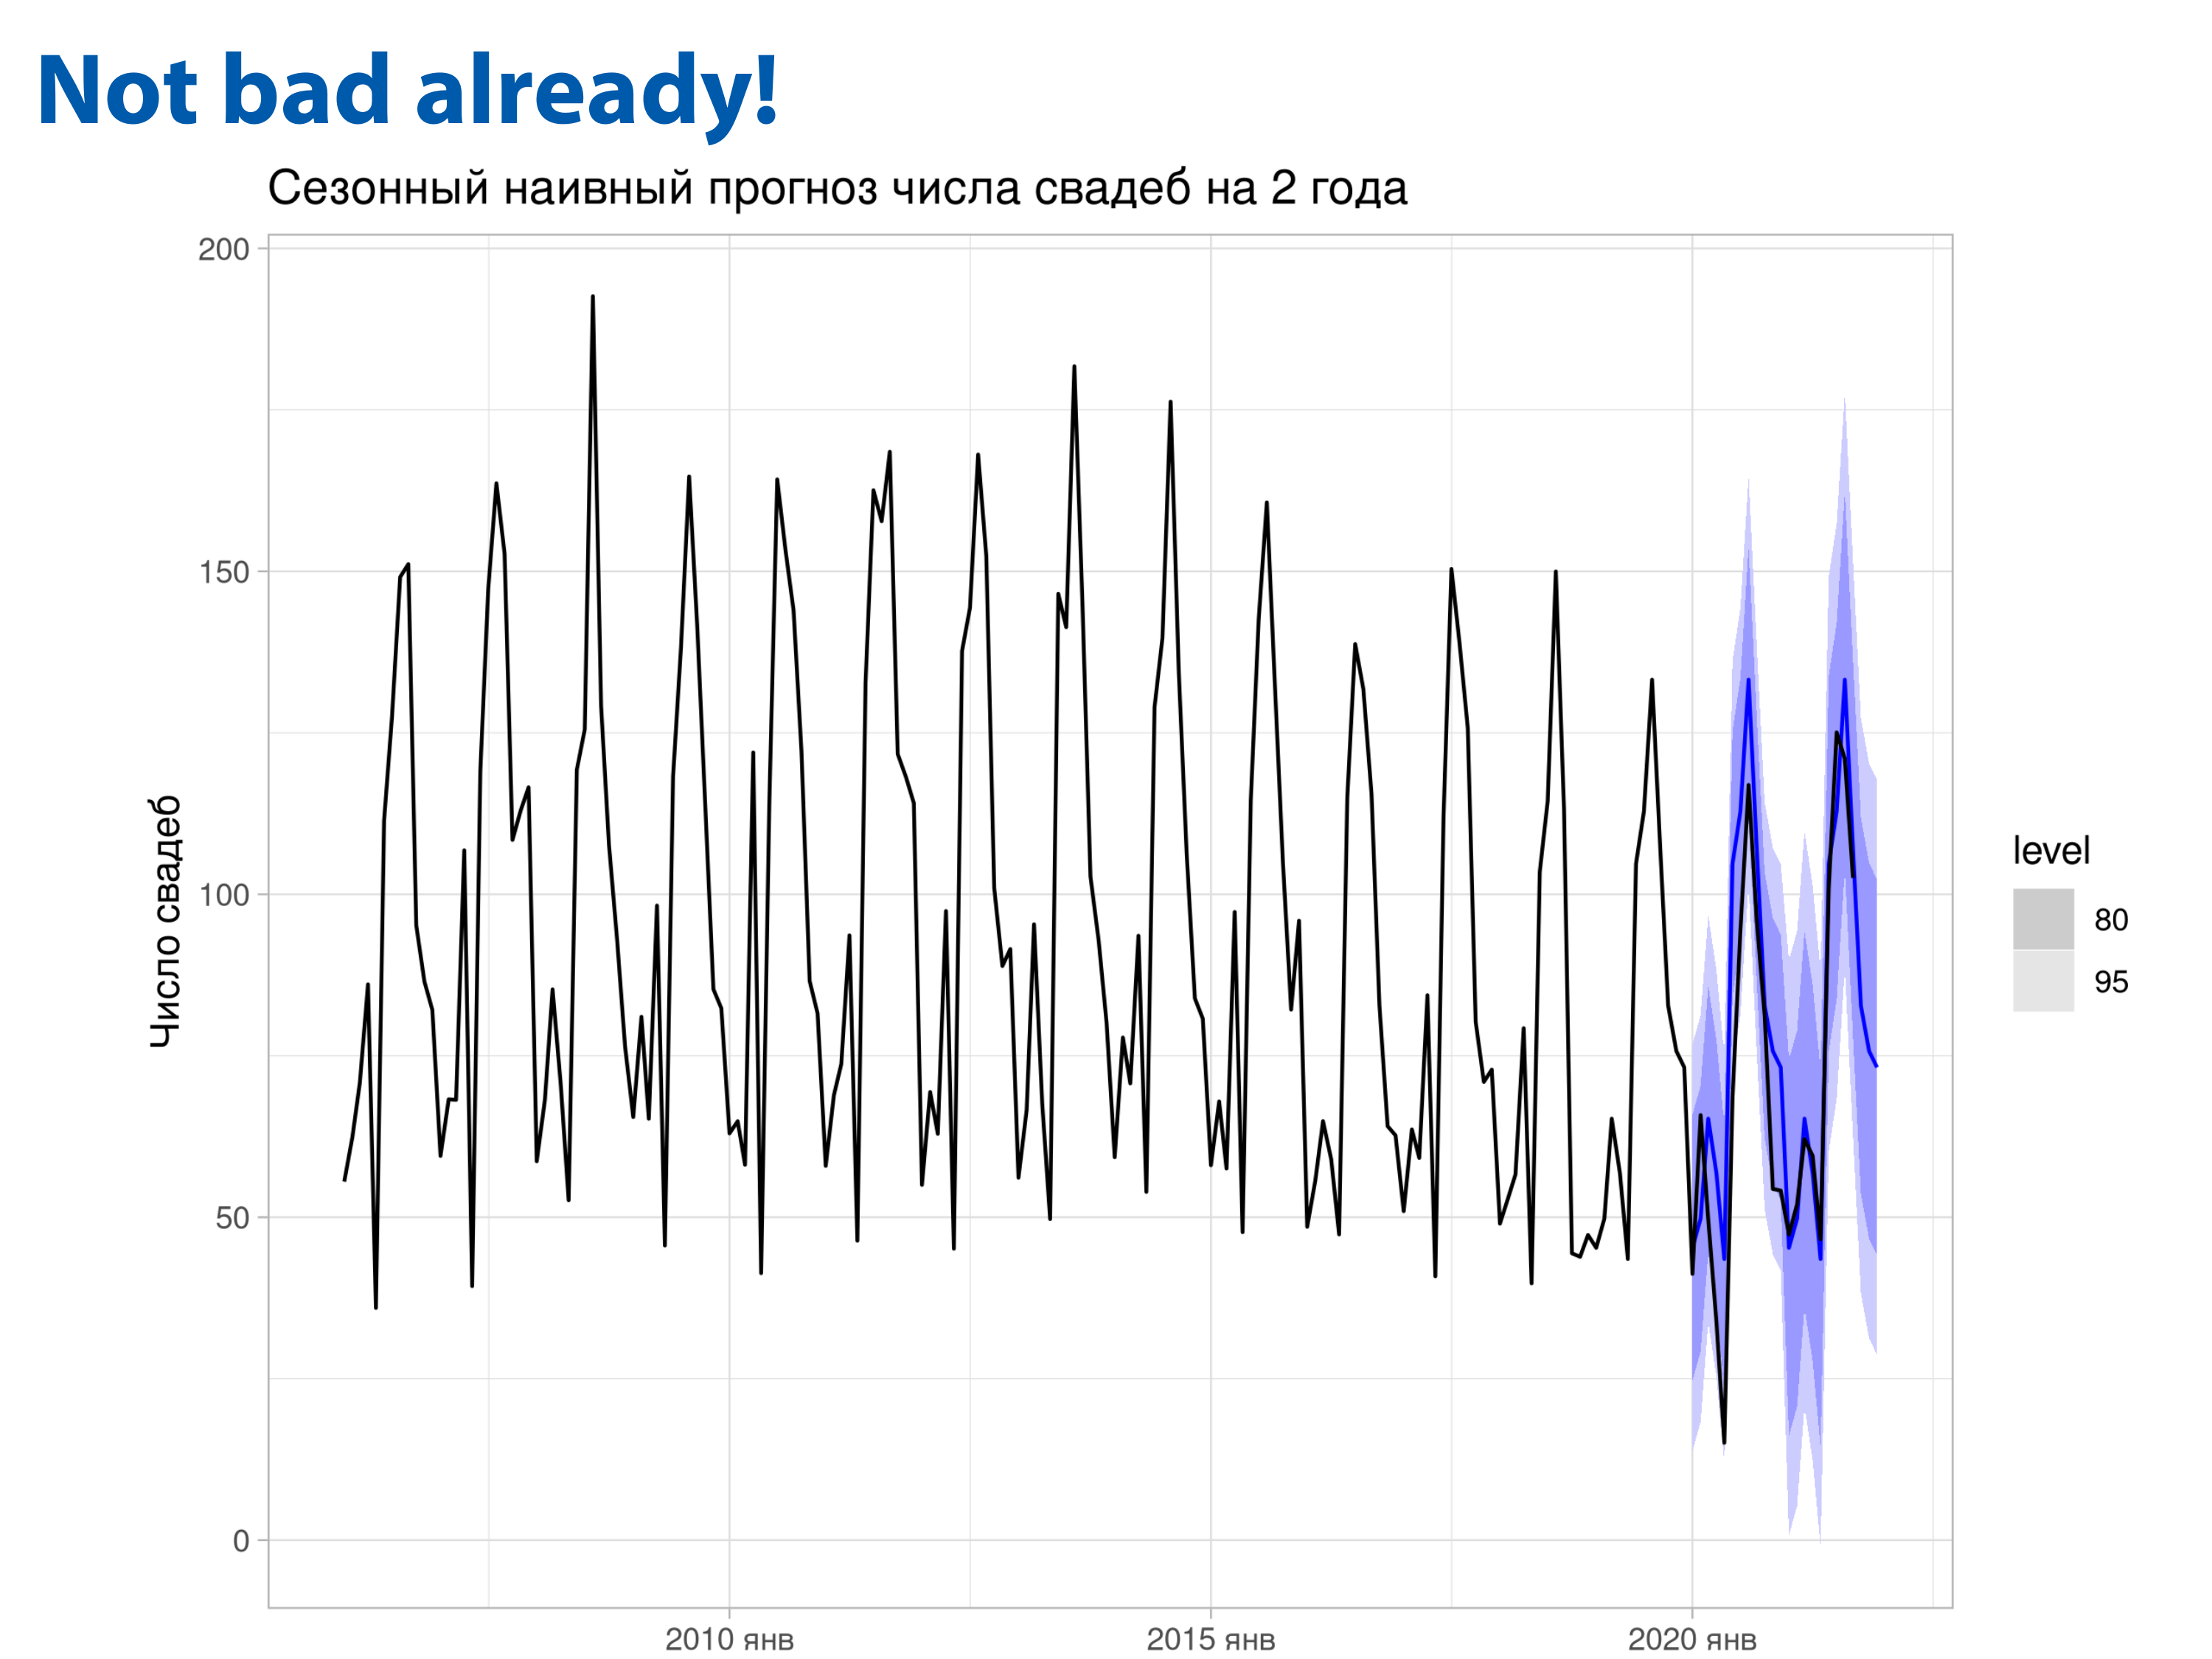 Not bad already!
Сезонный наивный прогноз числа свадеб на 2 года
200
150
100
50
0
Число свадеб
2010 янв
2015 янв
2020 янв
level
80
95